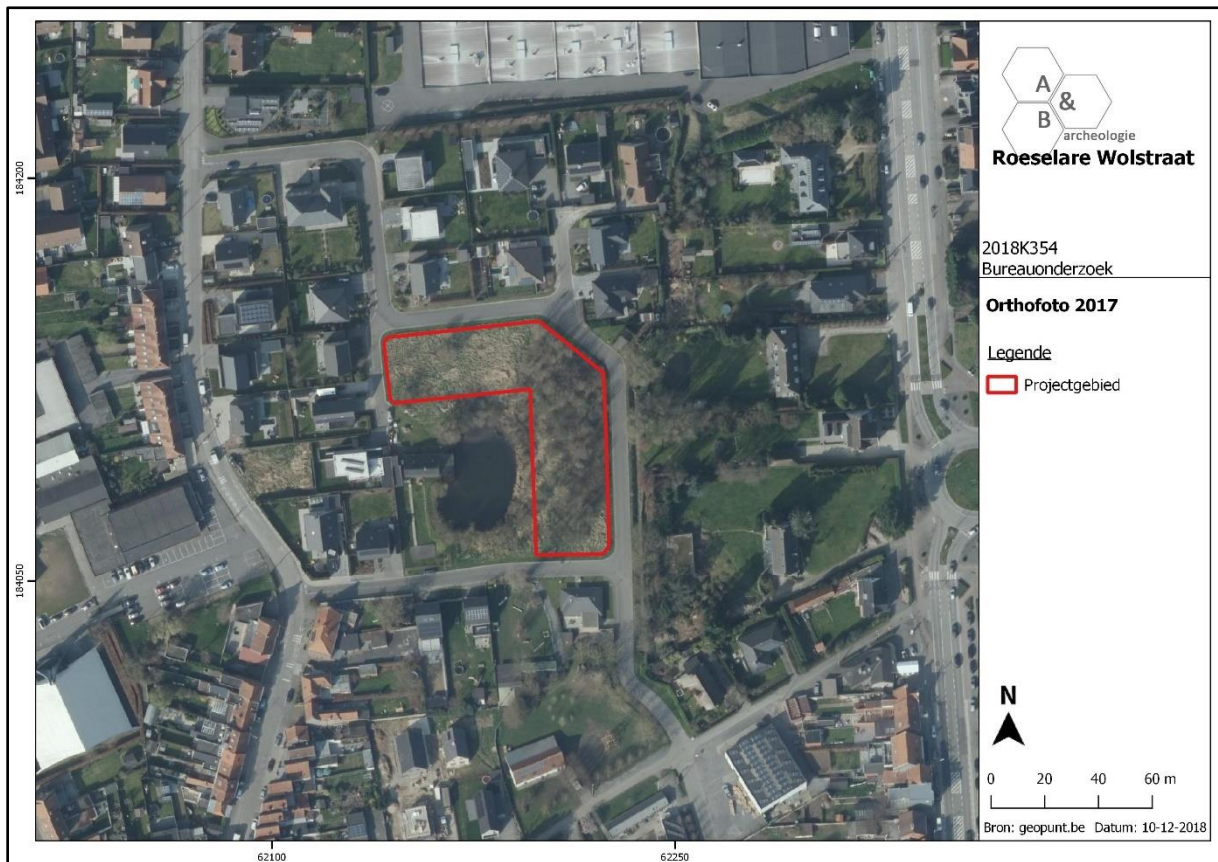 A
&
B
archeologie
Roeselare Wolstraat
2018K354
Bureauonderzoek
Orthofoto 2017
Legende
Projectgebied
N
0 20 40 60 m
Bron: geopunt.be Datum: 10-12-2018
184200
184050
62100 62250